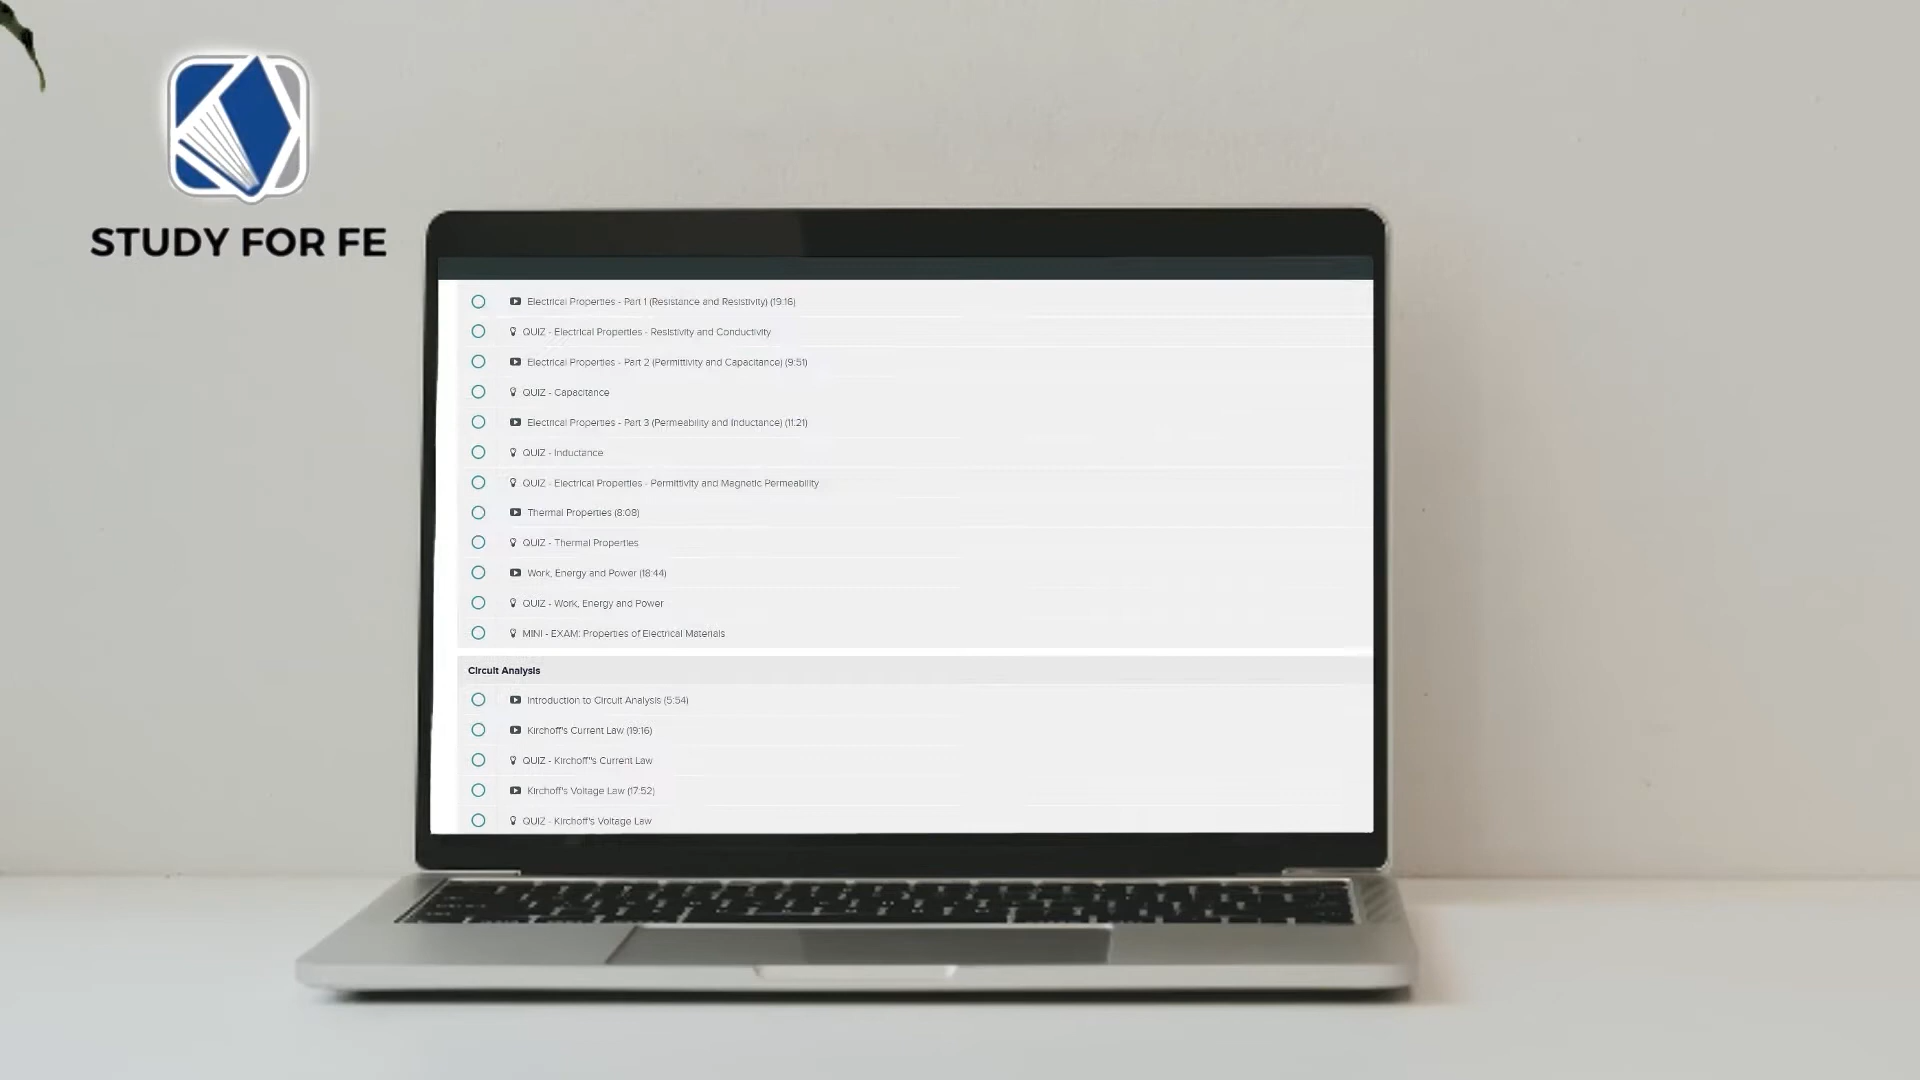 STUDY FOR FE
Electrical Properties - Part 1 (Resistance and Resistivity) (19:16)
QUIZ - Electrical Properties - Resistivity and Conductivity
Electrical Properties - Part 2 (Permittivity and Capacitance) (9:51)
QUIZ - Capacitance
Electrical Properties - Part 3 (Permeability and Inductance) (11:21)
QUIZ - Inductance
QUIZ - Electrical Properties - Permittivity and Magnetic Permeability
Thermal Properties (8:08)
QUIZ - Thermal Properties
Work, Energy and Power (18:44)
QUIZ - Work, Energy and Power
MINI - EXAM: Properties of Electrical Materials
Circuit Analysis
Introduction to Circuit Analysis (5:54)
Kirchoff's Current Law (19:16)
QUIZ - Kirchoff"s Current Law
Kirchoff's Voltage Law (17:52)
QUIZ - Kirchoff's Voltage Law